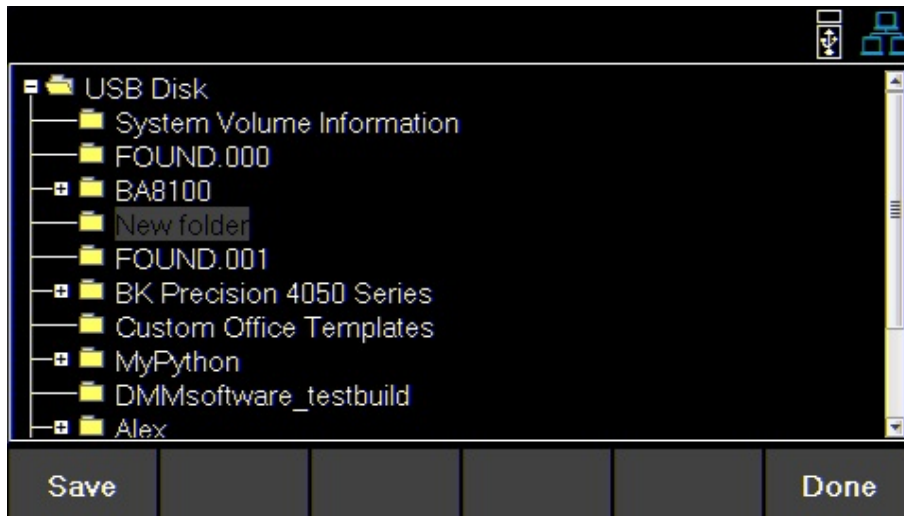 USB Disk
System Volume Information
FOUND.000
BA8100
New folder
FOUND.001
BK Precision 4050 Series
Custom Office Templates
MyPython
DMMsoftware_testbuild
Alex
Save Done